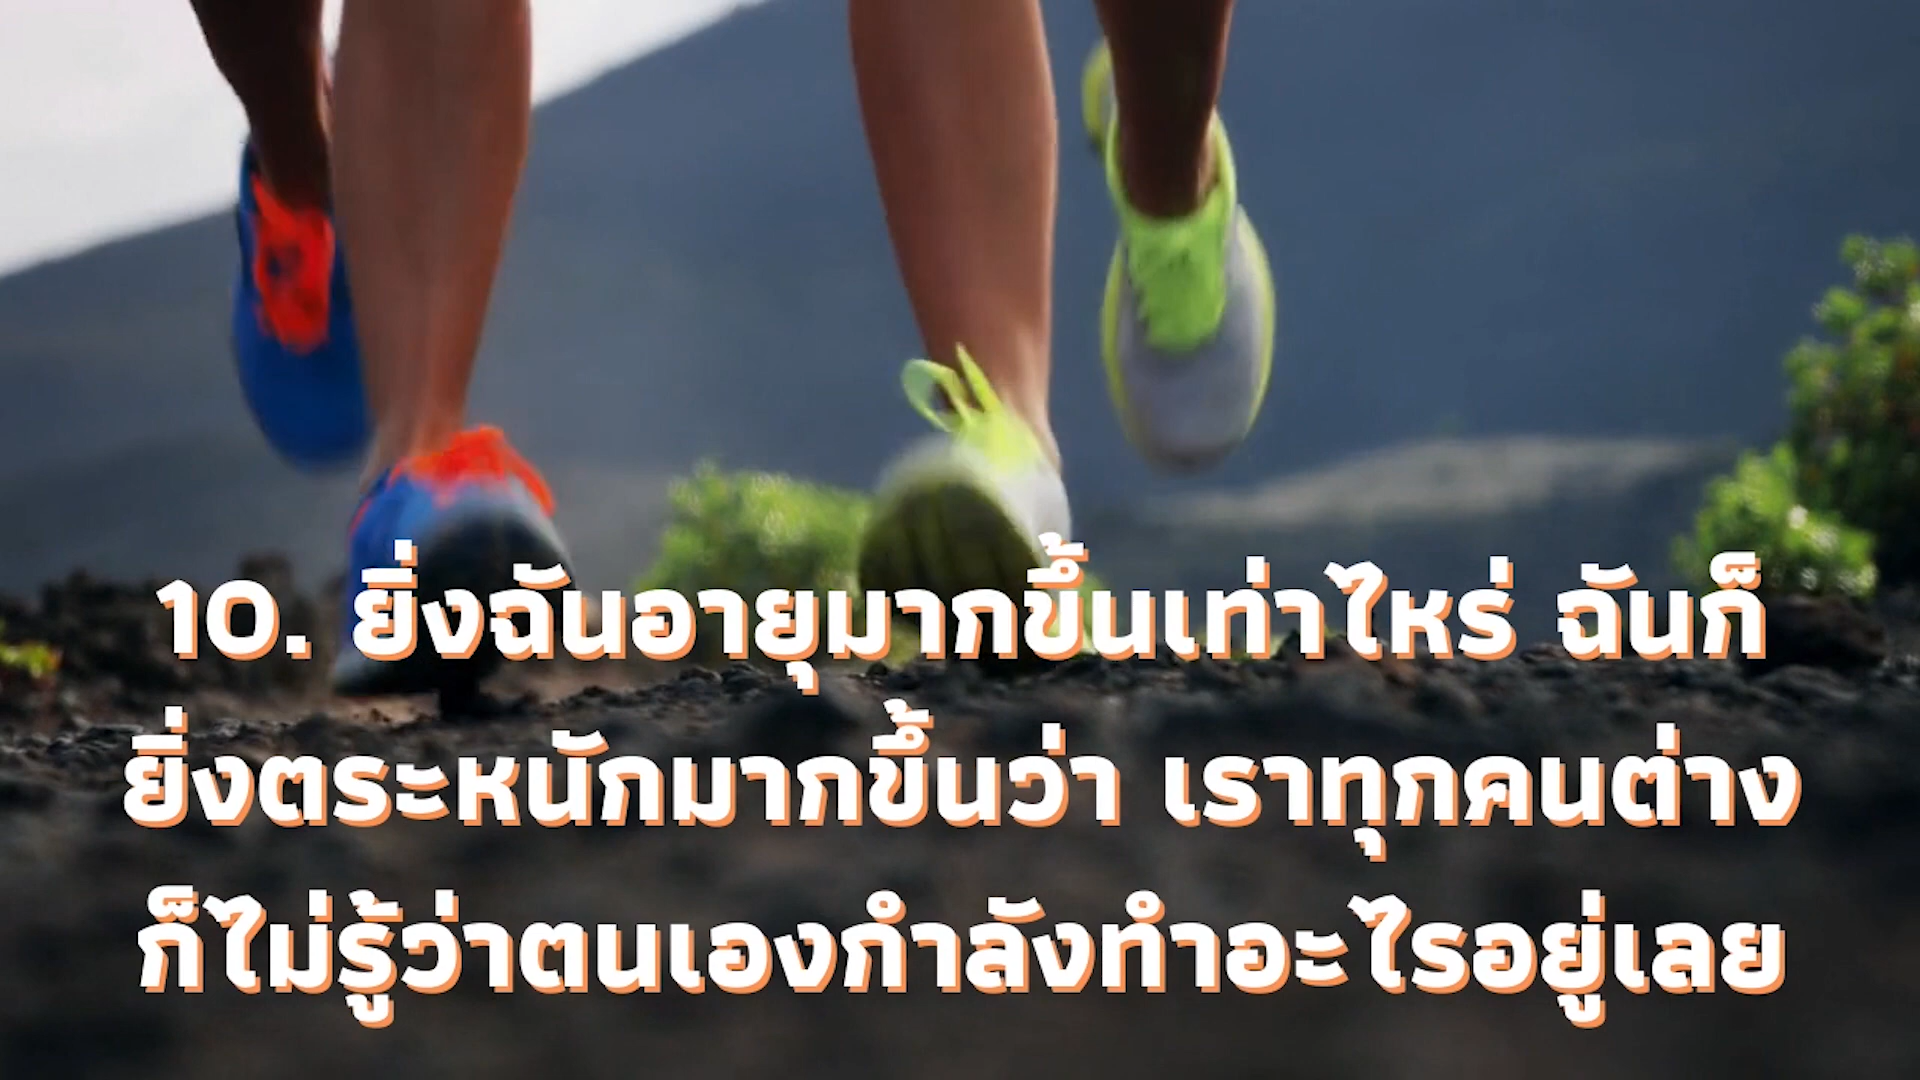 10. ยิ่งฉันอายุมากขึ้นเท่าไหร่ ฉันก็
ยิ่งตระหนักมากขึ้นว่า เราทุกคนต่าง
ก็ไม่รู้ว่าตนเองกำลังทำอะไรอยู่เลย